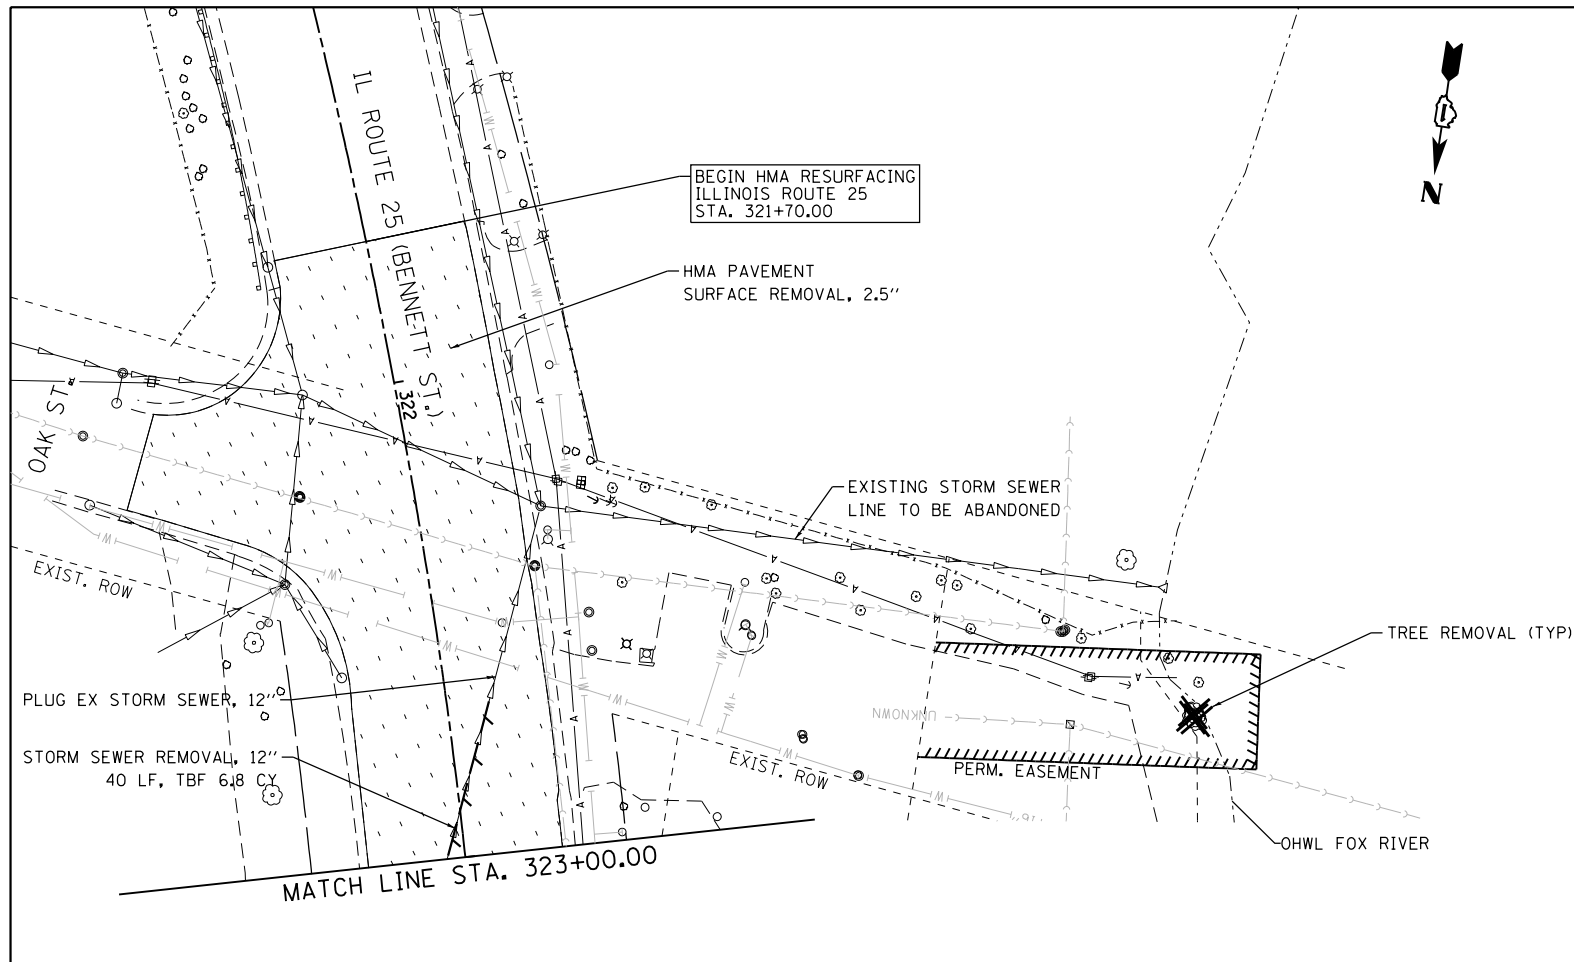 IL ROUTE 25 (BENNETT ST.)
N
BEGIN HMA RESURFACING
ILLINOIS ROUTE 25
STA. 321+70.00
HMA PAVEMENT
SURFACE REMOVAL, 2.5"
322
OAK ST.
EXISTING STORM SEWER
LINE TO BE ABANDONED
EXIST. ROW
TREE REMOVAL (TYP)
PLUG EX STORM SEWER, 12"
UNKNOWN
STORM SEWER REMOVAL, 12"
40 LF, TBF 6.8 CY
EXIST. ROW
PERM. EASEMENT
OHWL FOX RIVER
MATCH LINE STA. 323+00.00